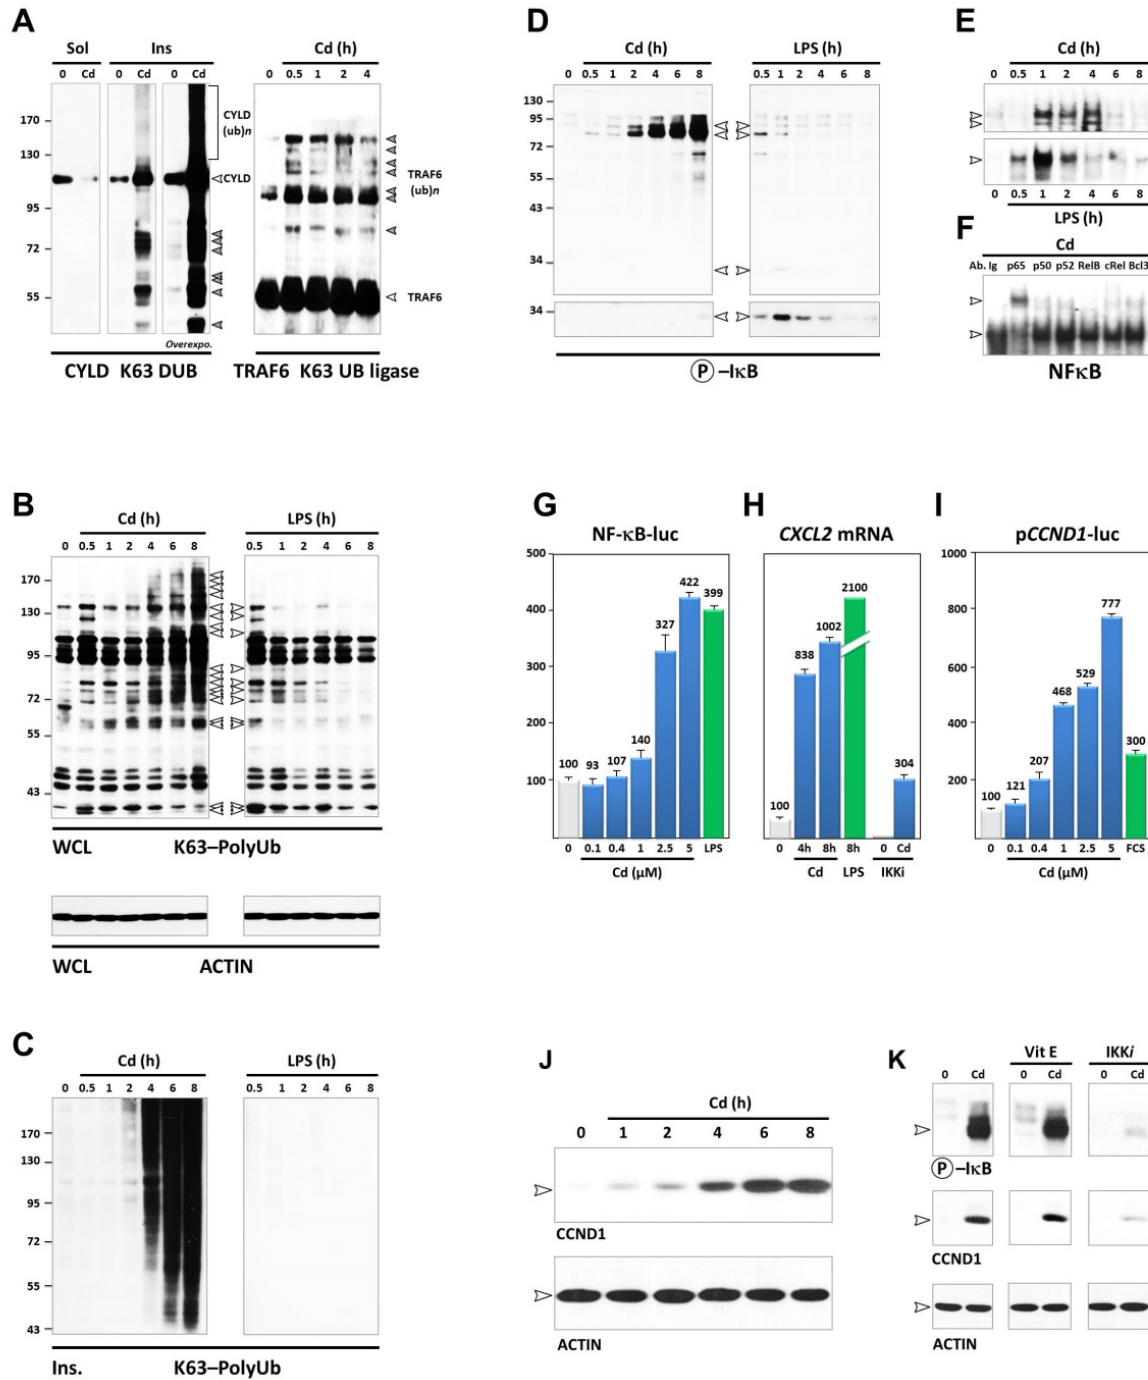 A
Sol Ins Cd (h)
0 Cd 0 Cd 0 Cd 0 0.5 1 2 4
170
130
95
72
55
CYLD (ub)n
CYLD
TRAF6 (ub)n
TRAF6
Overexpo.
CYLD K63 DUB TRAF6 K63 UB ligase
B
Cd (h) LPS (h)
0 0.5 1 2 4 6 8 0.5 1 2 4 6 8
170
130
95
72
55
43
WCL K63–PolyUb
WCL ACTIN
C
Cd (h) LPS (h)
0 0.5 1 2 4 6 8 0.5 1 2 4 6 8
170
130
95
72
55
43
Ins. K63–PolyUb
D
Cd (h) LPS (h)
0 0.5 1 2 4 6 8 0.5 1 2 4 6 8
130
95
72
55
43
34
34
P –IκB
E
Cd (h)
0 0.5 1 2 4 6 8
0 0.5 1 2 4 6 8
LPS (h)
F
Cd
Ab. Ig p65 p50 p52 RelB cRel Bcl3
NFκB
G
NF-κB-luc
500
400
300
200
100
100 93 107 140 327 422 399
0 0.1 0.4 1 2.5 5 LPS
Cd (μM)
H
CXCL2 mRNA
100 838 1002 2100 304
0 4h 8h 8h 0 Cd
Cd LPS IKKi
I
pCCND1-luc
1000
800
600
400
200
100 121 207 468 529 777 300
0 0.1 0.4 1 2.5 5 FCS
Cd (μM)
J
Cd (h)
0 1 2 4 6 8
CCND1
ACTIN
K
Vit E IKKi
0 Cd 0 Cd 0 Cd
P –IκB
CCND1
ACTIN